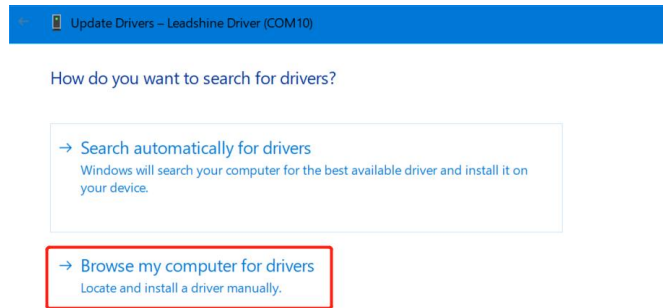 Update Drivers – Leadshine Driver (COM10)
How do you want to search for drivers?
→ Search automatically for drivers
Windows will search your computer for the best available driver and install it on
your device.
→ Browse my computer for drivers
Locate and install a driver manually.